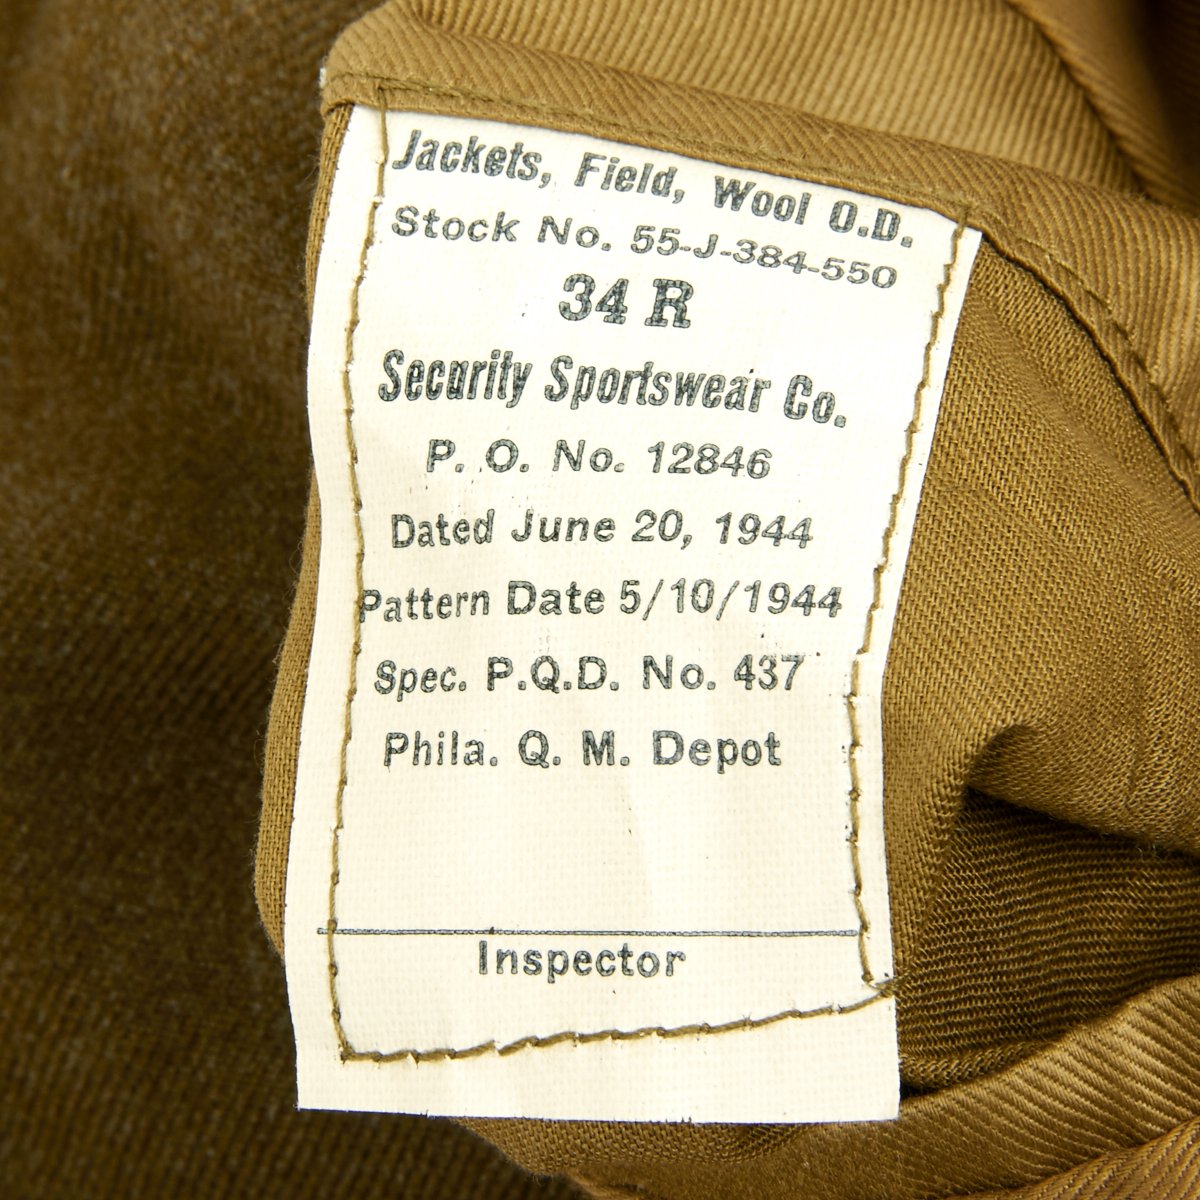 Jackets, Field, Wool O.D.
Stock No. 55-J-384-550
34 R
Security Sportswear Co.
P. O. No. 12846
Dated June 20, 1944
Pattern Date 5/10/1944
Spec. P.Q.D. No. 437
Phila. Q. M. Depot
Inspector